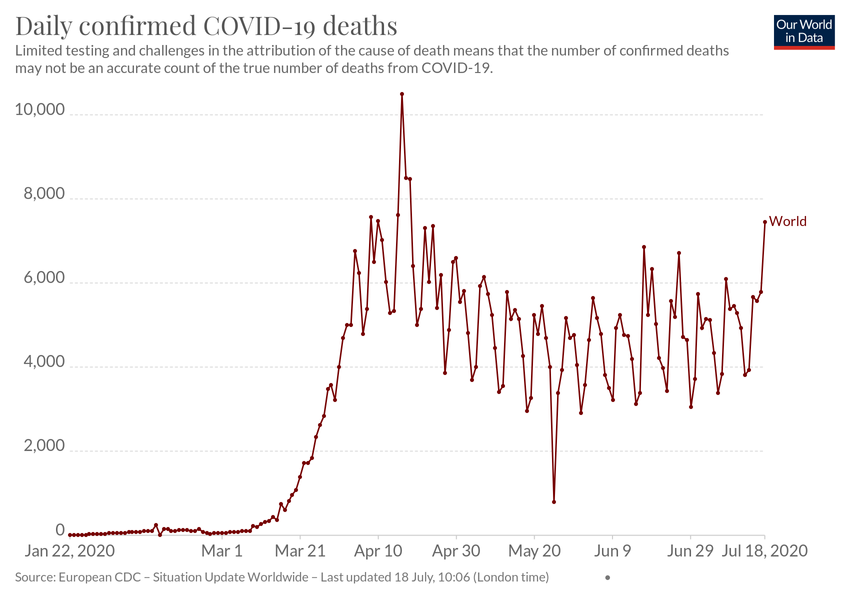 Daily confirmed COVID-19 deaths
Our World
in Data
Limited testing and challenges in the attribution of the cause of death means that the number of confirmed deaths
may not be an accurate count of the true number of deaths from COVID-19.
10,000
8,000
World
6,000
4,000
2,000
0
Jan 22, 2020 Mar 1 Mar 21 Apr 10 Apr 30 May 20 Jun 9 Jun 29 Jul 18, 2020
Source: European CDC – Situation Update Worldwide – Last updated 18 July, 10:06 (London time) •